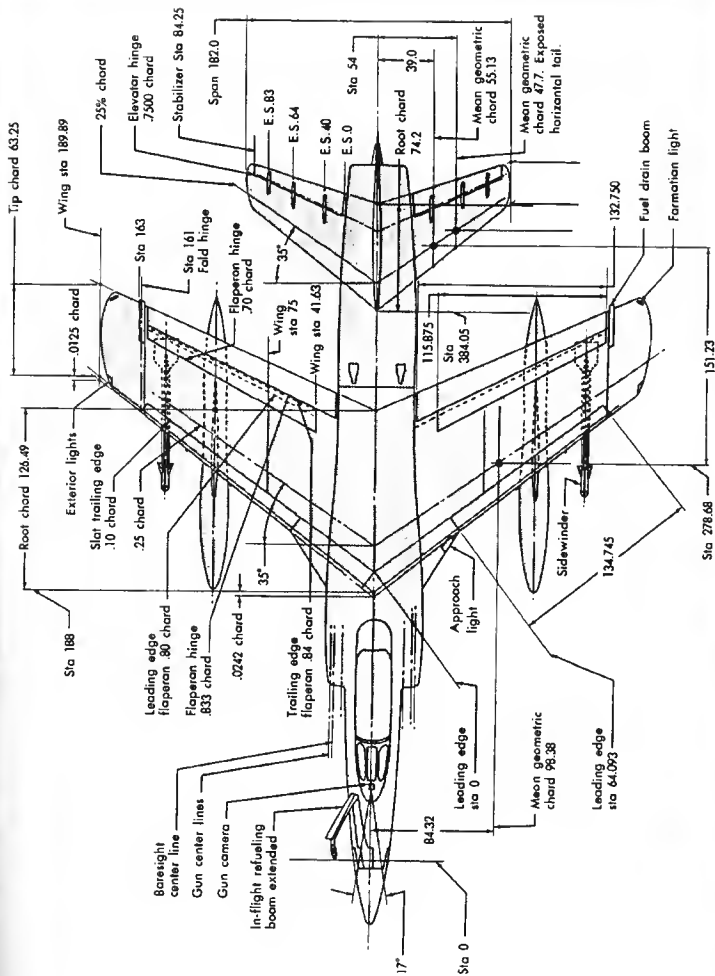 Tip chord 63.25
Wing sta 189.89
.0125 chord
Sta 163
Sta 161
Fold hinge
Flaperon hinge
.70 chord
Root chord 126.49
Exterior lights
Slat trailing edge
.10 chord
.25 chord
Wing
sta 75
Wing sta 41.63
35°
Sta 188
Leading edge
flaperon .80 chord
Flaperon hinge
.833 chord
.0242 chord
Trailing edge
flaperon .84 chord
25% chord
Elevator hinge
.7500 chord
Stabilizer Sta 84.25
Span 182.0
E.S.83
E.S.64
E.S.40
E.S.0
35°
Sta 54
39.0
Root chord
74.2
Mean geometric
chord 55.13
Mean geometric
chord 47.7. Exposed
horizontal tail.
Boresight
center line
Gun center lines
Gun camera
In-flight refueling
boom extended
17°
Sta 0
84.32
Leading edge
sta 0
Mean geometric
chord 98.38
Approach
light
Leading edge
sta 64.093
134.745
Sidewinder
Sta 278.68
151.23
115.875
Sta
384.05
132.750
Fuel drain boom
Formation light